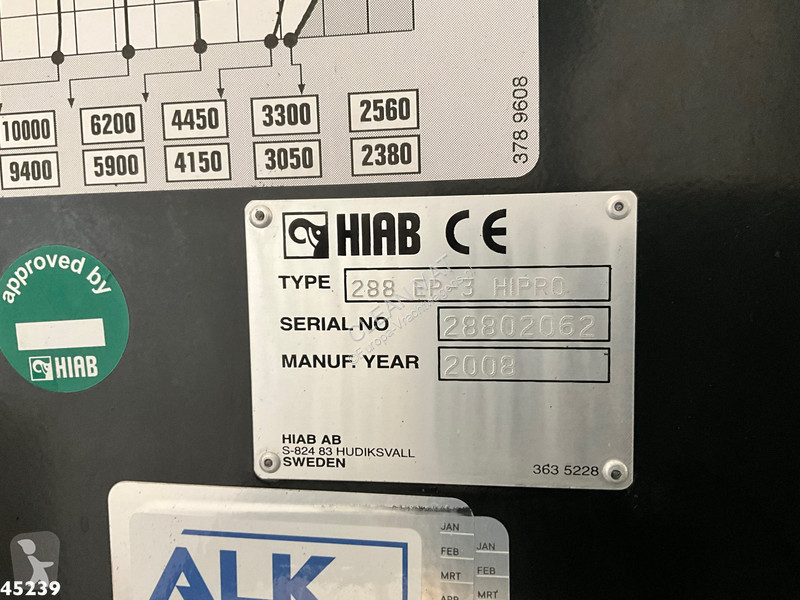 10000 6200 4450 3300 2560
9400 5900 4150 3050 2380
378 9608
approved by
HIAB
HIAB CE
TYPE 288 EP-3 HIPRO
SERIAL NO 28802062
MANUF. YEAR 2008
HIAB AB
S-824 83 HUDIKSVALL
SWEDEN
363 5228
ALK
JAN
FEB
MRT
APR
JAN
FEB
MRT
45239